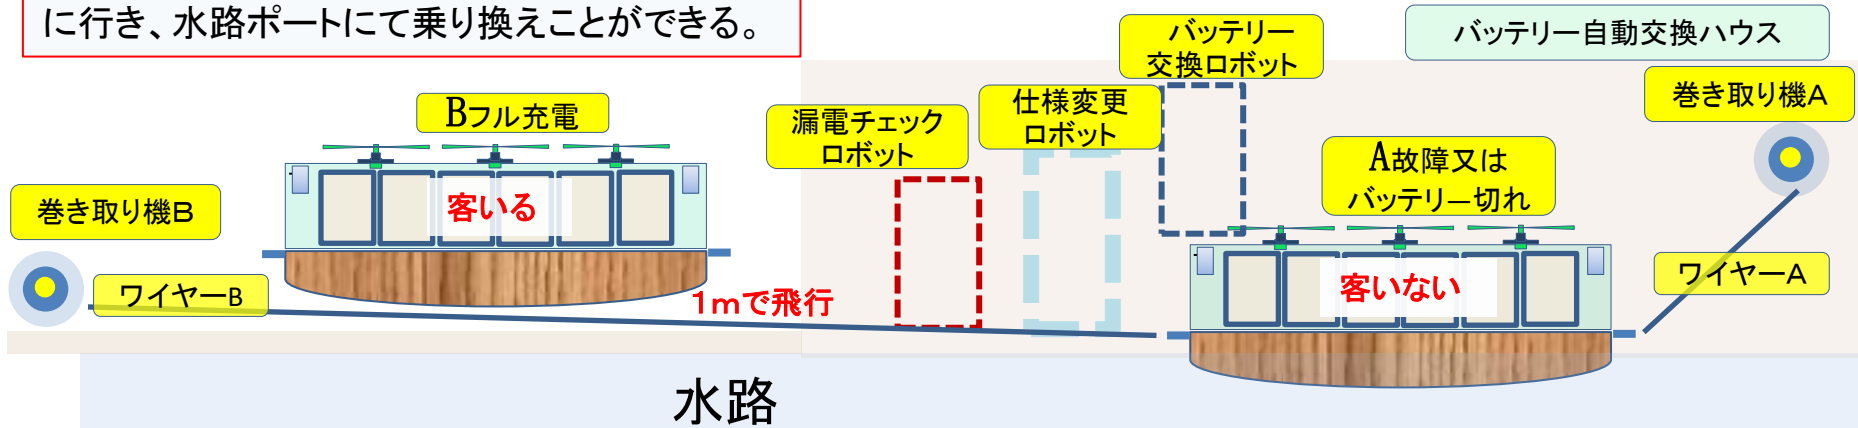 に行き、水路ポートにて乗り換えことができる。
バッテリー
交換ロボット
バッテリー自動交換ハウス
巻き取り機A
Bフル充電
漏電チェック
ロボット
仕様変更
ロボット
A故障又は
バッテリー切れ
巻き取り機B
客いる
ワイヤーB
1mで飛行
客いない
ワイヤーA
水路